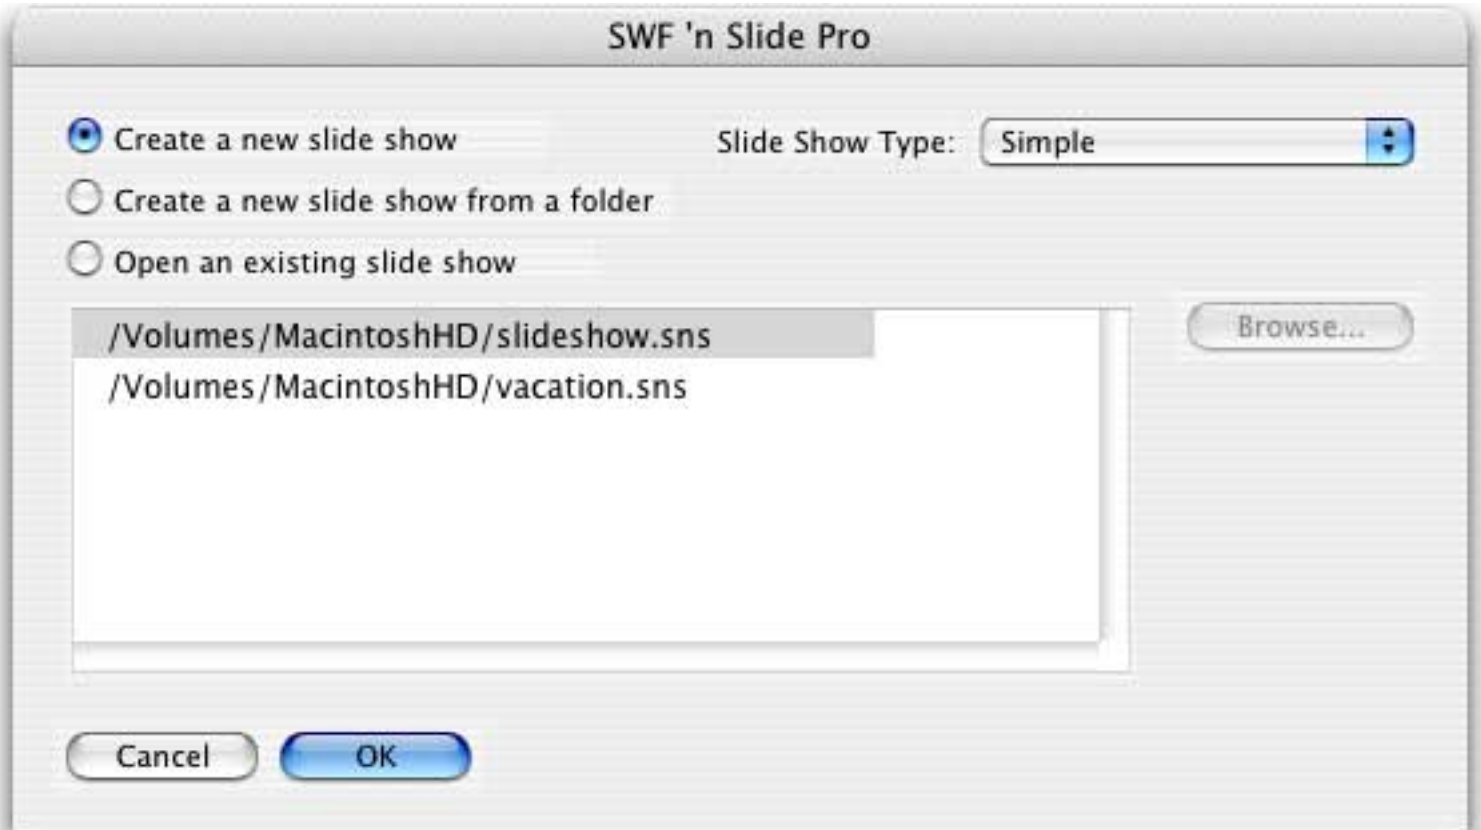 SWF 'n Slide Pro
Create a new slide show
Slide Show Type: Simple
Create a new slide show from a folder
Open an existing slide show
/Volumes/MacintoshHD/slideshow.sns
Browse...
/Volumes/MacintoshHD/vacation.sns
Cancel OK